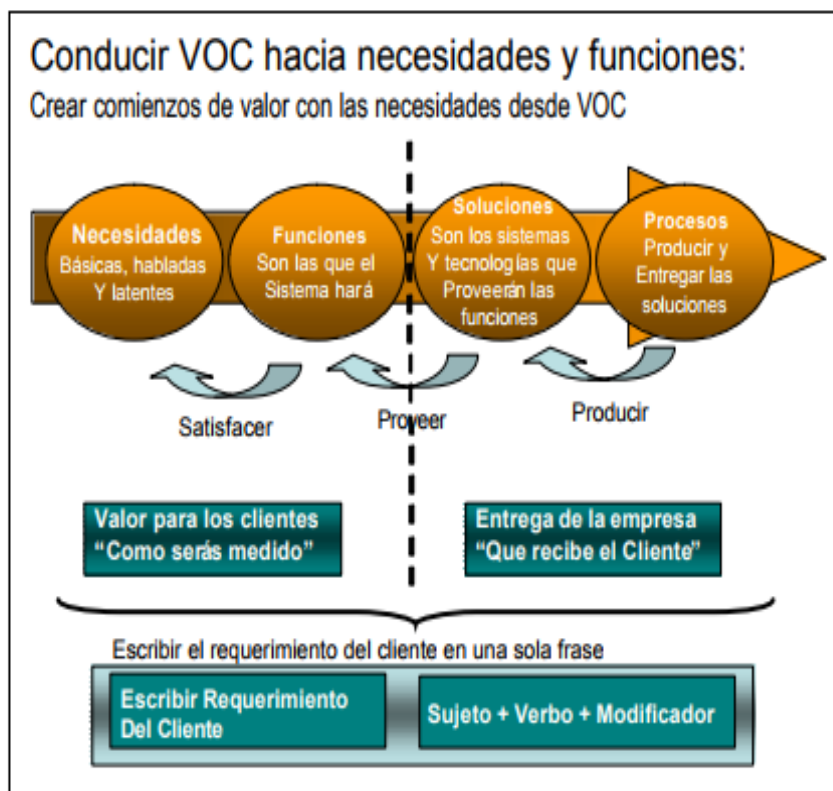 Conducir VOC hacia necesidades y funciones:
Crear comienzos de valor con las necesidades desde VOC
Necesidades
Básicas, habladas
Y latentes
Funciones
Son las que el
Sistema hará
Soluciones
Son los sistemas
Y tecnologías que
Proveerán las
funciones
Procesos
Producir y
Entregar las
soluciones
Satisfacer
Proveer
Producir
Valor para los clientes
“Como serás medido”
Entrega de la empresa
“Que recibe el Cliente”
Escribir el requerimiento del cliente en una sola frase
Escribir Requerimiento
Del Cliente
Sujeto + Verbo + Modificador